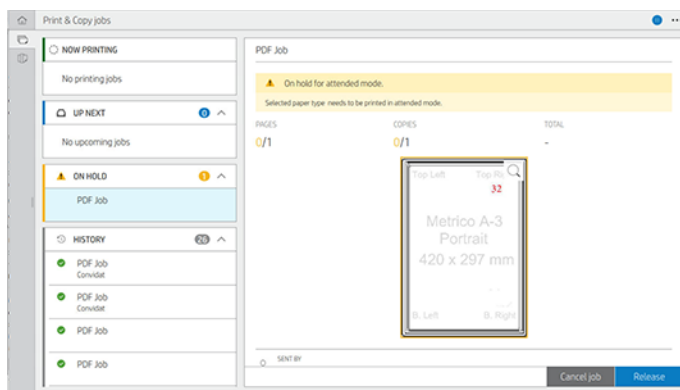 Print & Copy jobs
NOW PRINTING
No printing jobs
UP NEXT
0
No upcoming jobs
ON HOLD
1
PDF Job
HISTORY
26
PDF Job
Convidat
PDF Job
Convidat
PDF Job
PDF Job
PDF Job
On hold for attended mode.
Selected paper type needs to be printed in attended mode.
PAGES COPIES TOTAL
0/1 0/1 -
Top Left Top Ri
32
Metrico A-3
Portrait
420 x 297 mm
B. Left B. Right
SENT BY
Cancel job Release